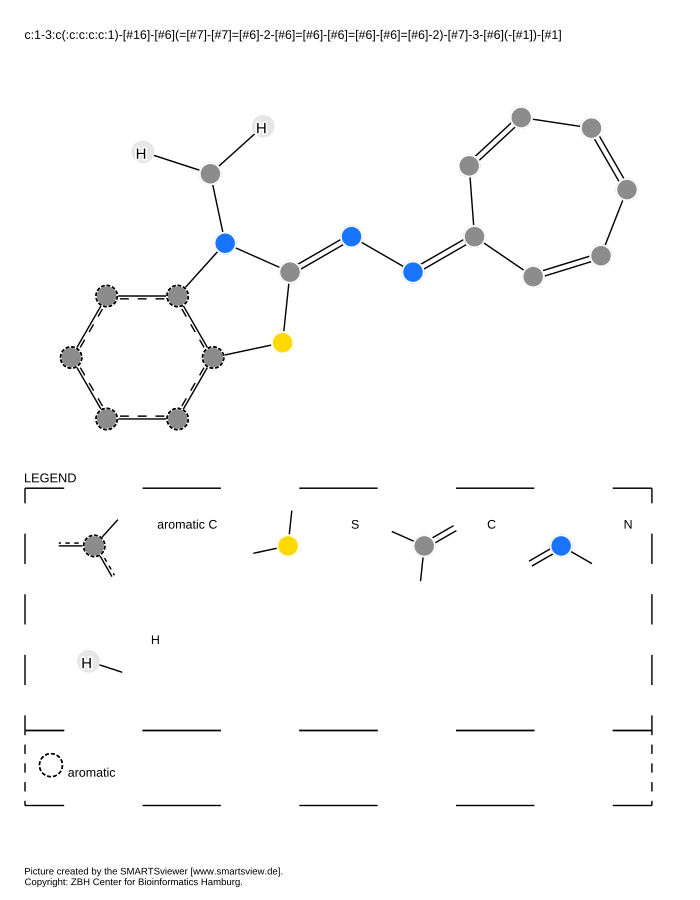 c:1-3:c(:c:c:c:c:1)-[#16]-[#6](=[#7]-[#7]=[#6]-2-[#6]=[#6]-[#6]=[#6]-[#6]=[#6]-2)-[#7]-3-[#6](-[#1])-[#1]
H
H
LEGEND
aromatic C
S
C
N
H
H
aromatic
Picture created by the SMARTSviewer [www.smartsview.de].
Copyright: ZBH Center for Bioinformatics Hamburg.